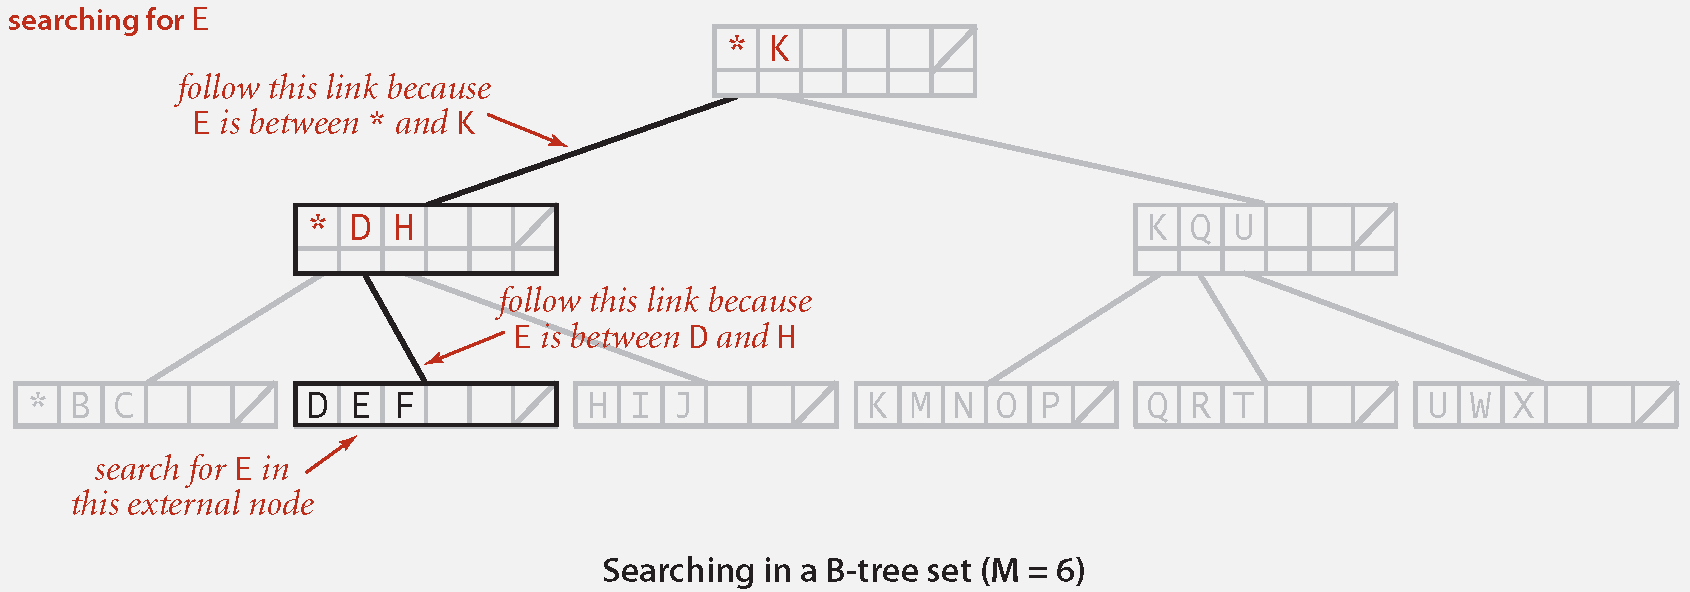 searching for E
* K
follow this link because
E is between * and K
* D H
K Q U
follow this link because
E is between D and H
* B C
D E F
H I J
K M N O P
Q R T
U W X
search for E in
this external node
Searching in a B-tree set (M = 6)